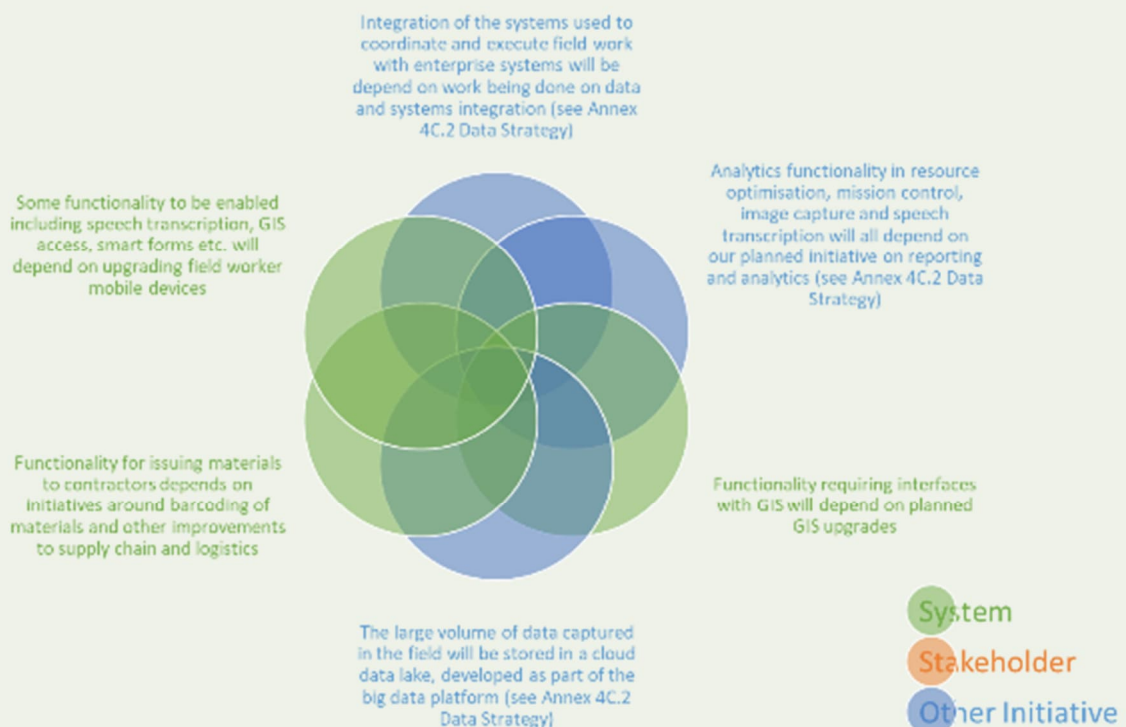 Integration of the systems used to
coordinate and execute field work
with enterprise systems will be
depend on work being done on data
and systems integration (see Annex
4C.2 Data Strategy)
Analytics functionality in resource
optimisation, mission control,
image capture and speech
transcription will all depend on
our planned initiative on reporting
and analytics (see Annex 4C.2 Data
Strategy)
Some functionality to be enabled
including speech transcription, GIS
access, smart forms etc. will
depend on upgrading field worker
mobile devices
Functionality for issuing materials
to contractors depends on
initiatives around barcoding of
materials and other improvements
to supply chain and logistics
Functionality requiring interfaces
with GIS will depend on planned
GIS upgrades
The large volume of data captured
in the field will be stored in a cloud
data lake, developed as part of the
big data platform (see Annex 4C.2
Data Strategy)
System
Stakeholder
Other Initiative